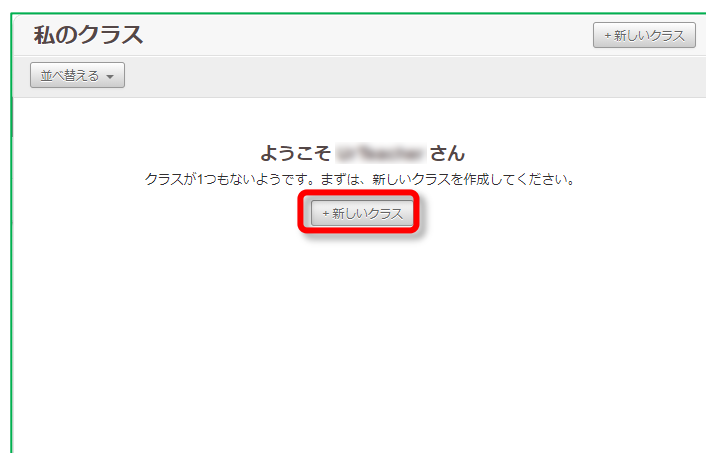 私のクラス
+ 新しいクラス
並べ替える
ようこそ さん
クラスが1つもないようです。まずは、新しいクラスを作成してください。
+ 新しいクラス